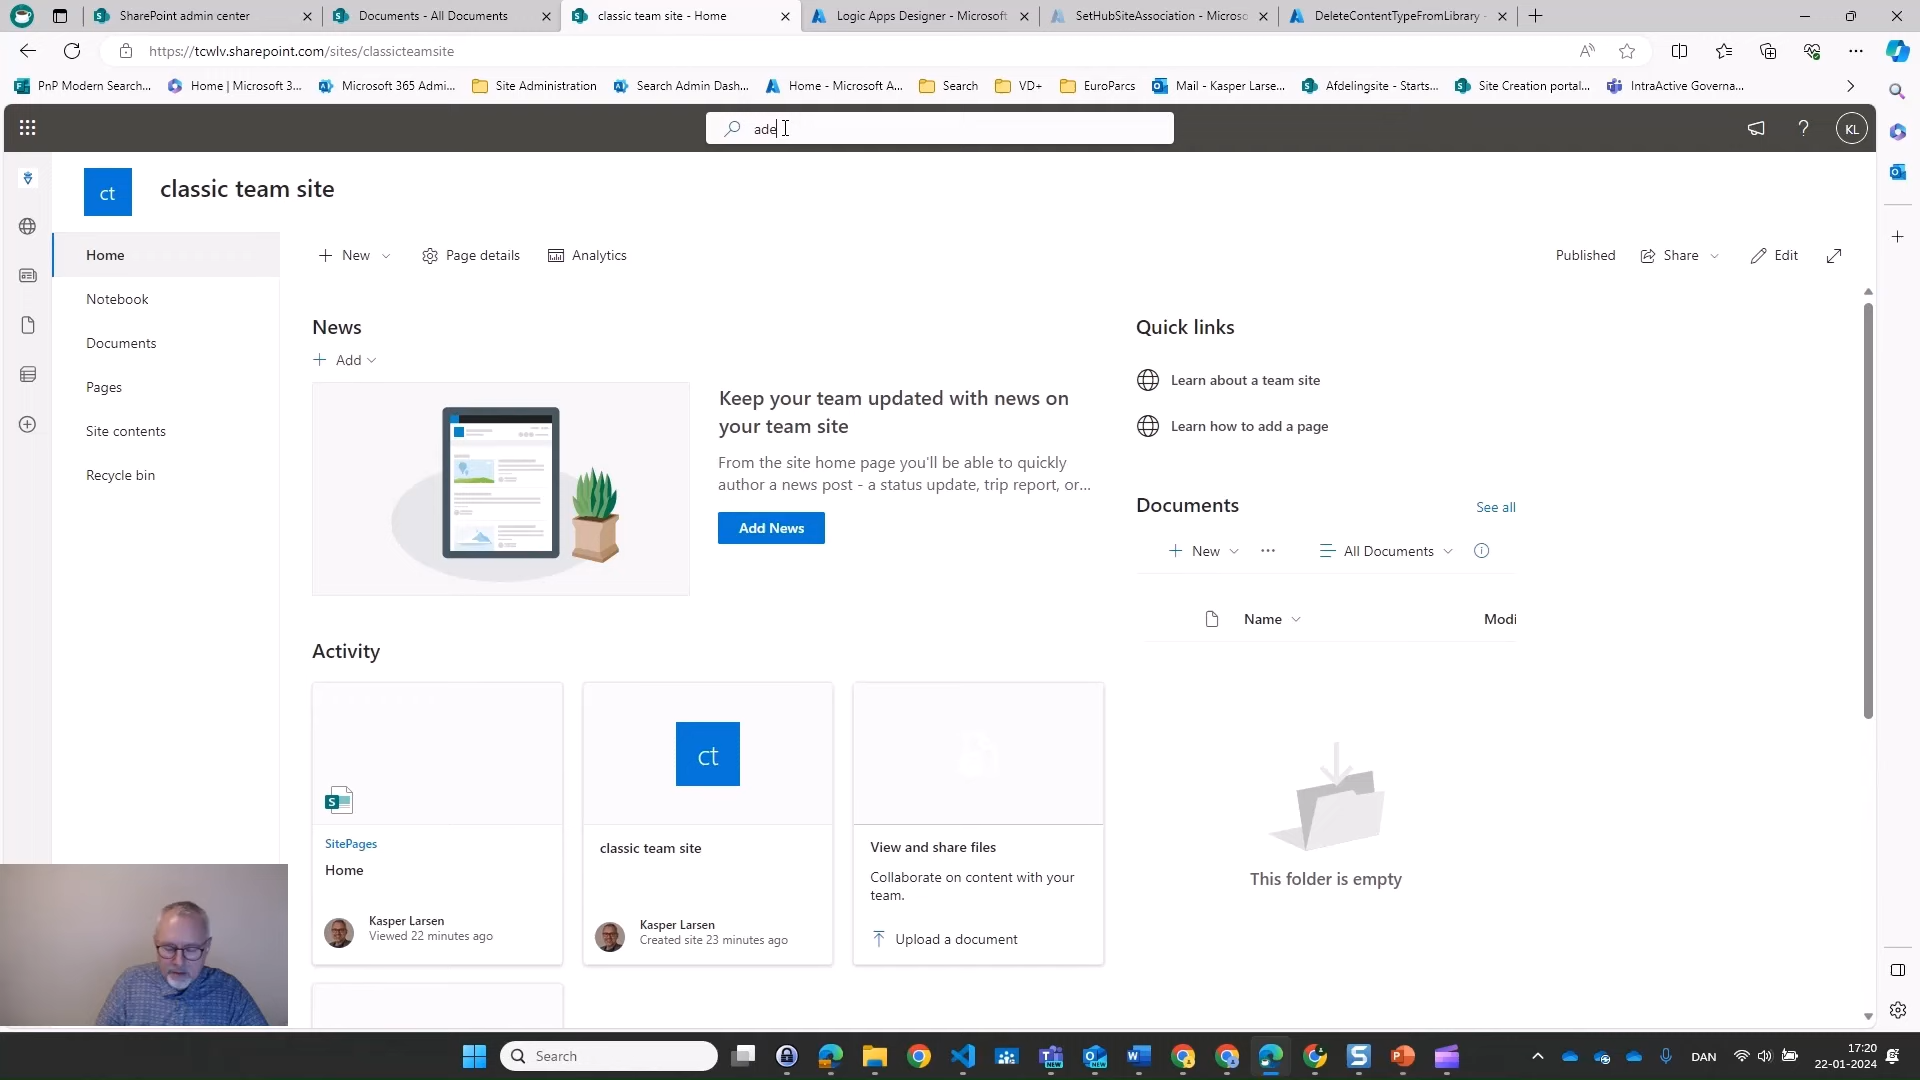 SharePoint admin center
Documents - All Documents
classic team site - Home
Logic Apps Designer - Microsoft
SetHubSiteAssociation - Microso
DeleteContentTypeFromLibrary -
https://tcwlv.sharepoint.com/sites/classicteamsite
PnP Modern Search...
Home | Microsoft 3...
Microsoft 365 Admi...
Site Administration
Search Admin Dash...
Home - Microsoft A...
Search
VD+
EuroParcs
Mail - Kasper Larse...
Afdelingsite - Starts...
Site Creation portal...
IntraActive Governa...
ade
KL
ct
classic team site
Home
Notebook
Documents
Pages
Site contents
Recycle bin
New
Page details
Analytics
Published
Share
Edit
News
Add
Keep your team updated with news on
your team site
From the site home page you'll be able to quickly
author a news post - a status update, trip report, or...
Add News
Quick links
Learn about a team site
Learn how to add a page
Documents
See all
New
All Documents
Name
Modi
This folder is empty
Activity
SitePages
Home
Kasper Larsen
Viewed 22 minutes ago
ct
classic team site
Kasper Larsen
Created site 23 minutes ago
View and share files
Collaborate on content with your
team.
Upload a document
Search
DAN
17:20
22-01-2024